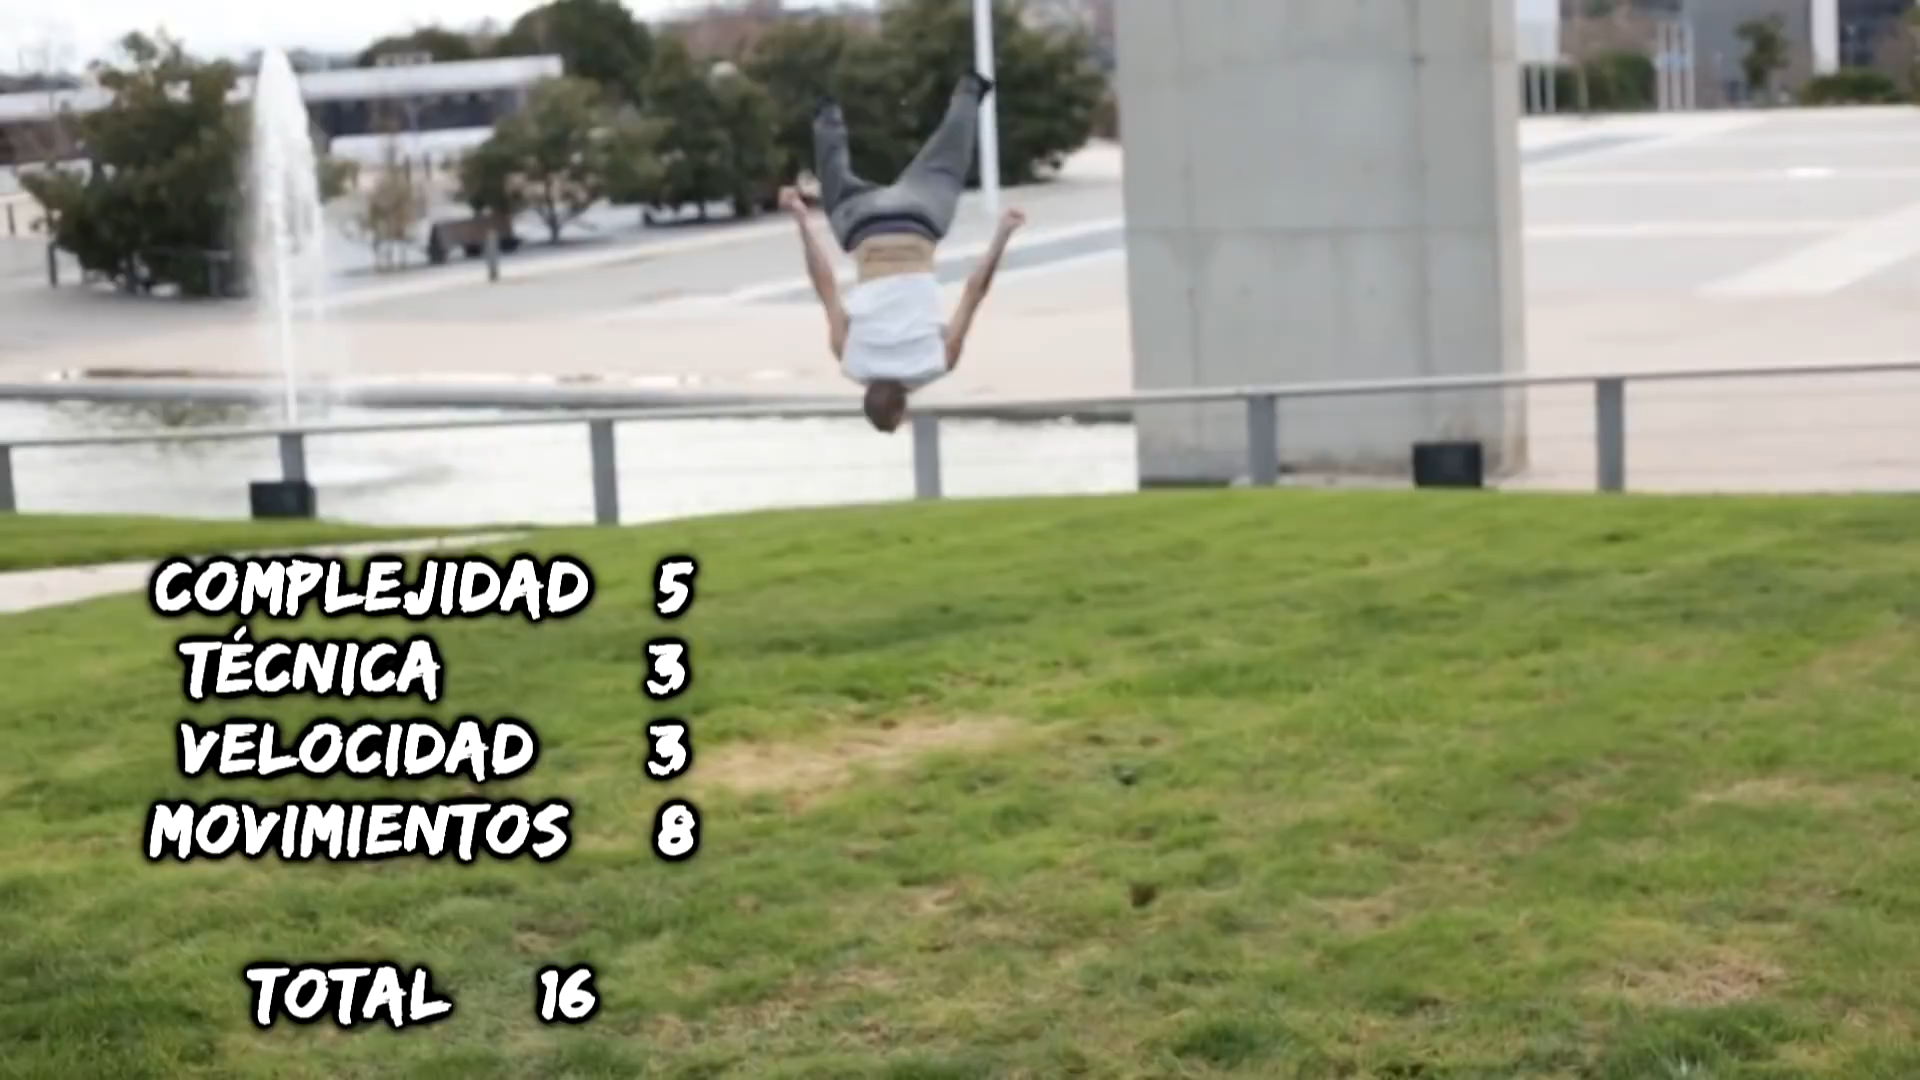 COMPLEJIDAD 5
TÉCNICA 3
VELOCIDAD 3
MOVIMIENTOS 8
TOTAL 16